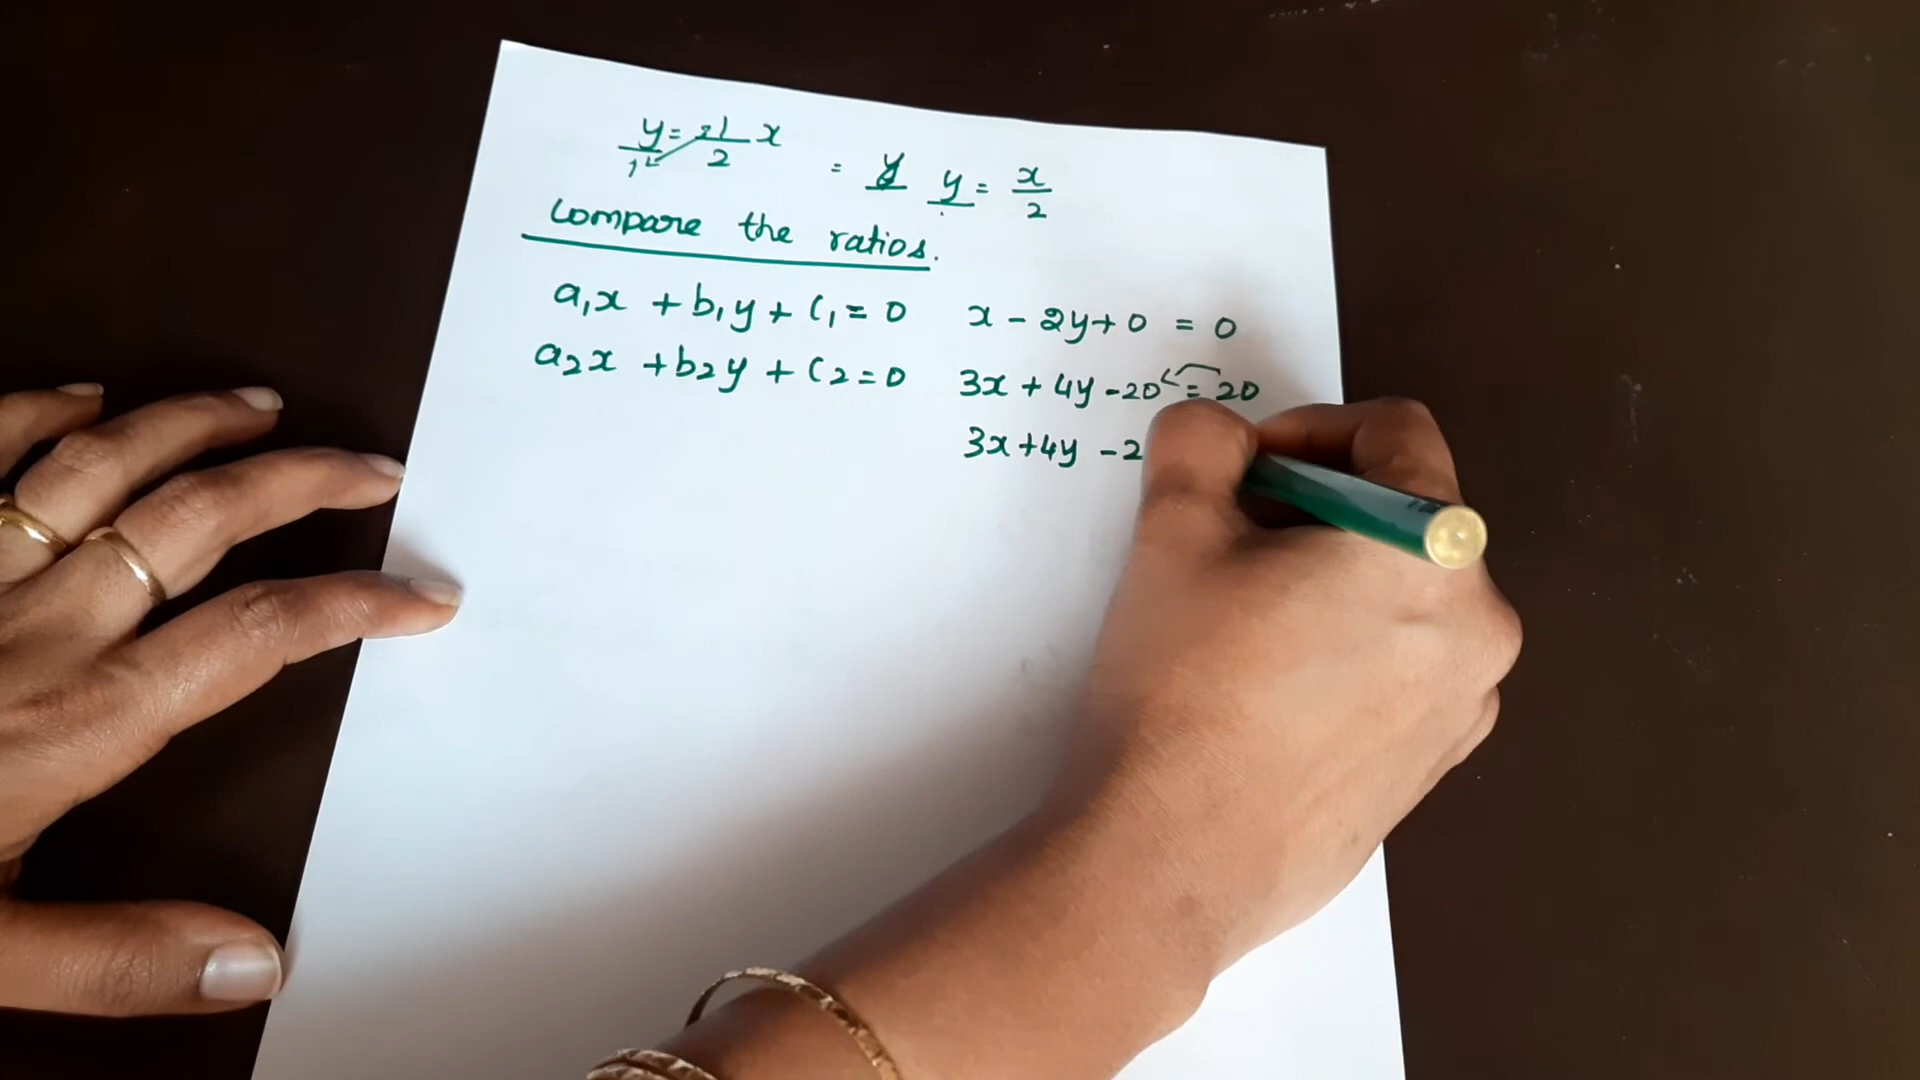 y/1 = 1/2 x
= y y = x/2
Compare the ratios.
a₁x + b₁y + C₁ = 0 x - 2y + 0 = 0
a₂x + b₂y + C₂ = 0 3x + 4y - 20 = 20
3x + 4y - 2